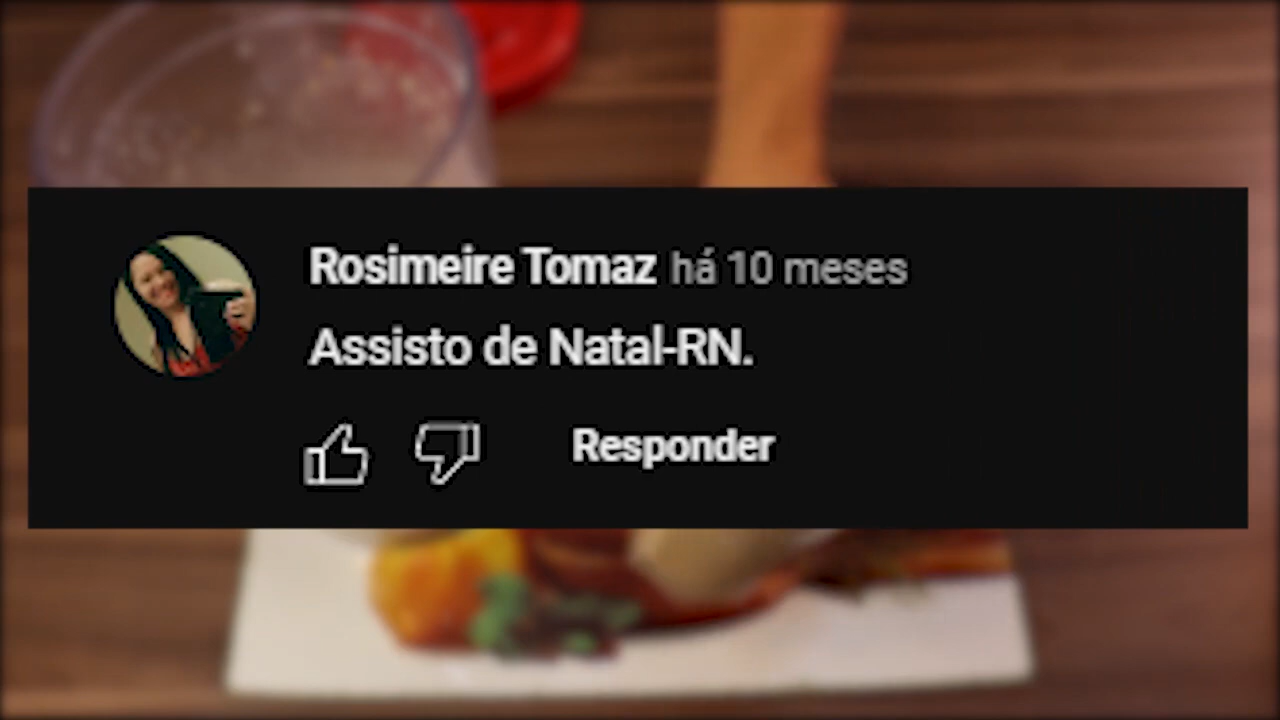 Rosimeire Tomaz há 10 meses
Assisto de Natal-RN.
Responder